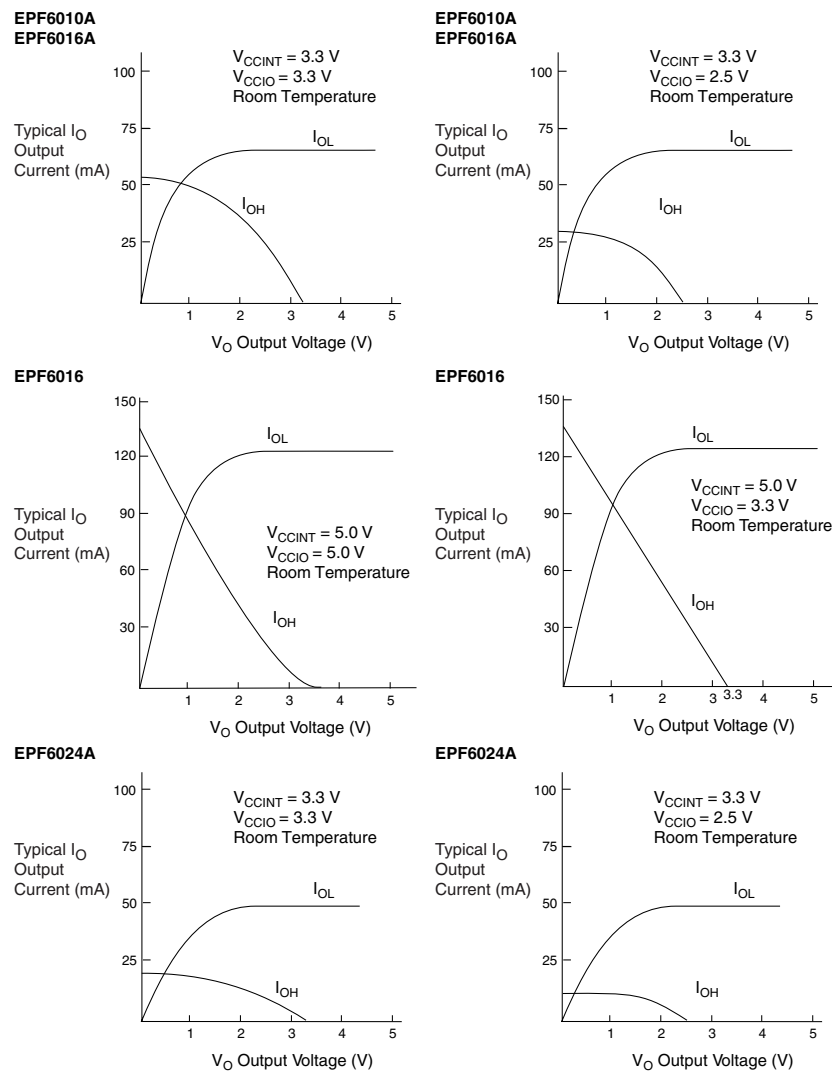 EPF6010A
EPF6016A
VCCINT = 3.3 V
VCCIO = 3.3 V
Room Temperature
100
75
50
25
Typical IO
Output
Current (mA)
IOL
IOH
1 2 3 4 5
VO Output Voltage (V)
EPF6010A
EPF6016A
VCCINT = 3.3 V
VCCIO = 2.5 V
Room Temperature
100
75
50
25
Typical IO
Output
Current (mA)
IOL
IOH
1 2 3 4 5
VO Output Voltage (V)
EPF6016
150
120
90
60
30
Typical IO
Output
Current (mA)
IOL
VCCINT = 5.0 V
VCCIO = 5.0 V
Room Temperature
IOH
1 2 3 4 5
VO Output Voltage (V)
EPF6016
150
120
90
60
30
Typical IO
Output
Current (mA)
IOL
VCCINT = 5.0 V
VCCIO = 3.3 V
Room Temperature
IOH
1 2 3 3.3 4 5
VO Output Voltage (V)
EPF6024A
VCCINT = 3.3 V
VCCIO = 3.3 V
Room Temperature
100
75
50
25
Typical IO
Output
Current (mA)
IOL
IOH
1 2 3 4 5
VO Output Voltage (V)
EPF6024A
VCCINT = 3.3 V
VCCIO = 2.5 V
Room Temperature
100
75
50
25
Typical IO
Output
Current (mA)
IOL
IOH
1 2 3 4 5
VO Output Voltage (V)